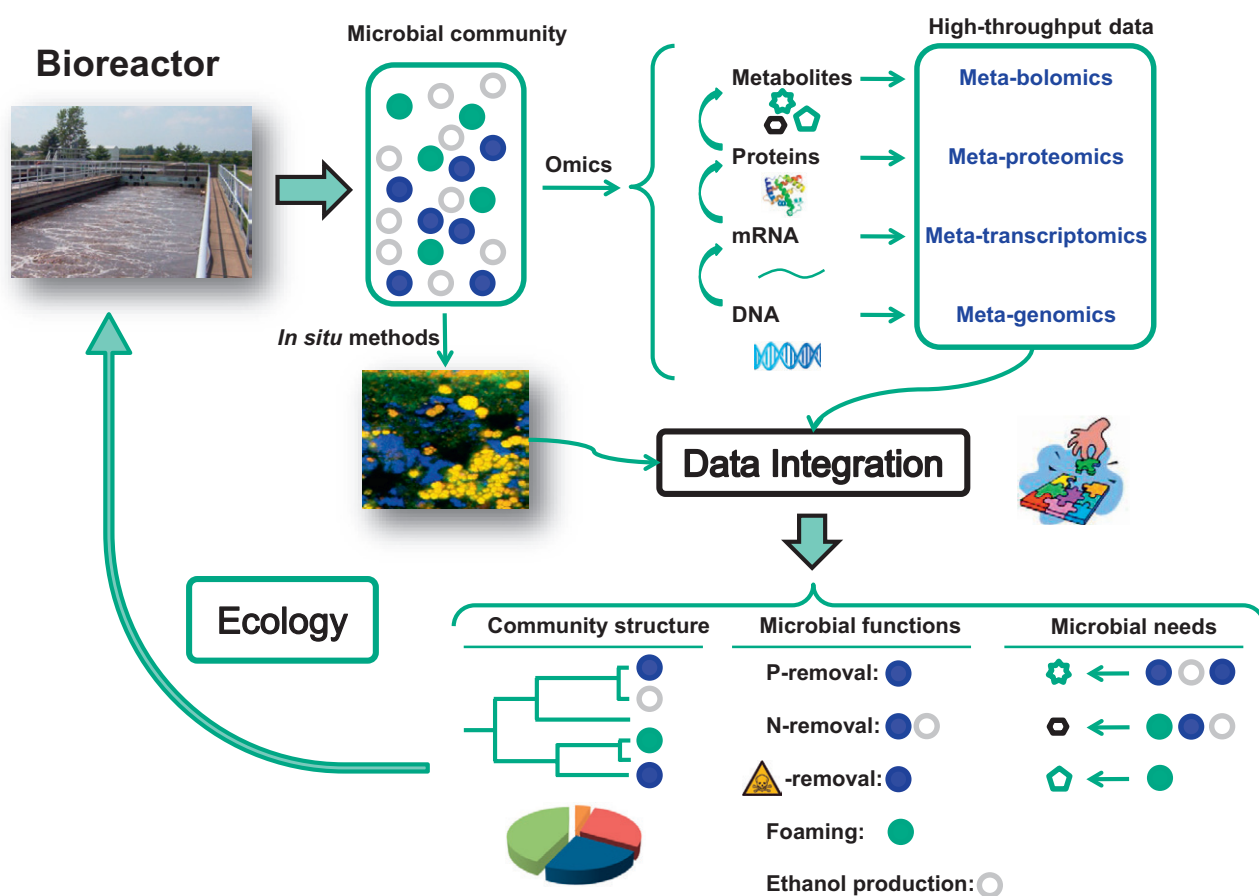 Bioreactor
Microbial community
High-throughput data
Omics
Metabolites
Meta-bolomics
Proteins
Meta-proteomics
mRNA
Meta-transcriptomics
DNA
Meta-genomics
In situ methods
Data Integration
Ecology
Community structure
Microbial functions
Microbial needs
P-removal:
N-removal:
-removal:
Foaming:
Ethanol production: